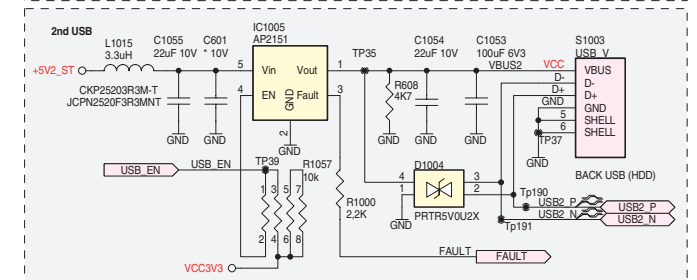 2nd USB
L1015
3.3uH
C1055
22uF 10V
C601
* 10V
IC1005
AP2151
TP35
C1054
22uF 10V
C1053
100uF 6V3
VBUS2
S1003
USB_V
+5V2_ST
5
Vin
Vout
1
VCC
VBUS
D-
D-
D+
D+
GND
GND
5
SHELL
6
SHELL
TP37
GND
CKP25203R3M-T
JCPN2520F3R3MNT
4
EN
GND
Fault
3
2
GND
GND
GND
R608
4K7
GND
GND
GND
BACK USB (HDD)
USB_EN
USB_EN
TP39
R1057
10k
1
3
5
7
2
4
6
8
R1000
2,2K
D1004
4
1
3
2
PRTR5V0U2X
GND
Tp190
USB2_P
USB2_P
USB2_N
USB2_N
Tp191
FAULT
FAULT
VCC3V3